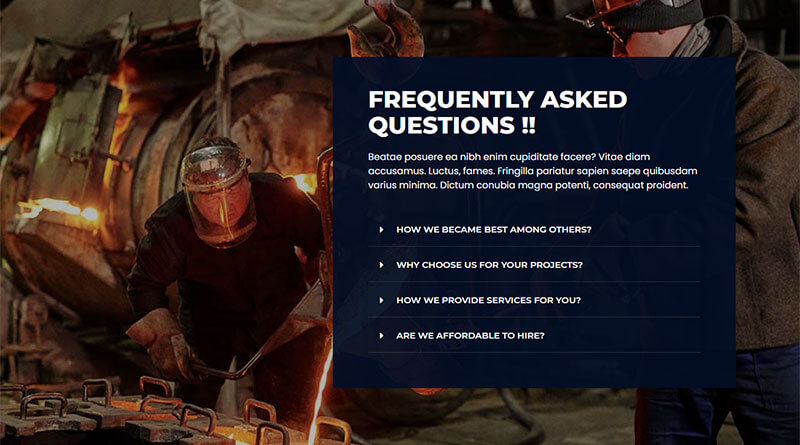 FREQUENTLY ASKED
QUESTIONS !!
Beatae posuere ea nibh enim cupiditate facere? Vitae diam
accusamus. Luctus, fames. Fringilla pariatur sapien saepe quibusdam
varius minima. Dictum conubia magna potenti, consequat proident.
HOW WE BECAME BEST AMONG OTHERS?
WHY CHOOSE US FOR YOUR PROJECTS?
HOW WE PROVIDE SERVICES FOR YOU?
ARE WE AFFORDABLE TO HIRE?